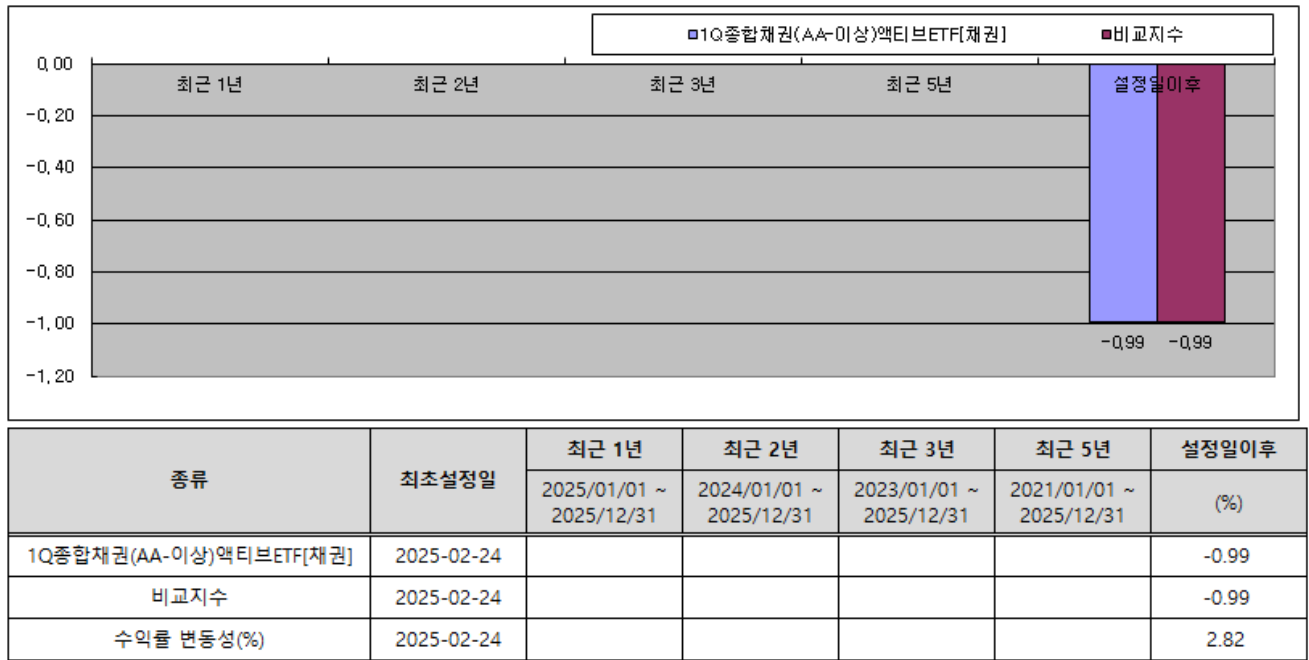 1Q종합채권(AA-이상)액티브ETF[채권] 비교지수
0.00
최근 1년 최근 2년 최근 3년 최근 5년 설정일이후
-0.20
-0.40
-0.60
-0.80
-1.00
-0.99 -0.99
-1.20
종류 최초설정일 최근 1년 최근 2년 최근 3년 최근 5년 설정일이후
2025/01/01 ~ 2024/01/01 ~ 2023/01/01 ~ 2021/01/01 ~ (%)
2025/12/31 2025/12/31 2025/12/31 2025/12/31
1Q종합채권(AA-이상)액티브ETF[채권] 2025-02-24 -0.99
비교지수 2025-02-24 -0.99
수익률 변동성(%) 2025-02-24 2.82